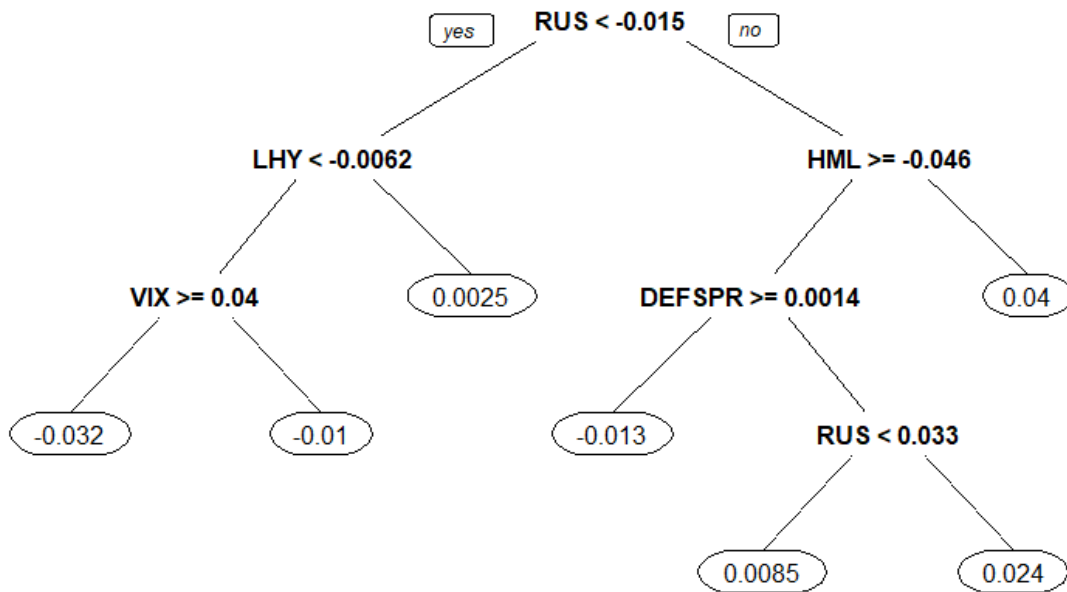 yes
RUS < -0.015
no
LHY < -0.0062
HML >= -0.046
VIX >= 0.04
0.0025
DEFSPR >= 0.0014
0.04
-0.032
-0.01
-0.013
RUS < 0.033
0.0085
0.024